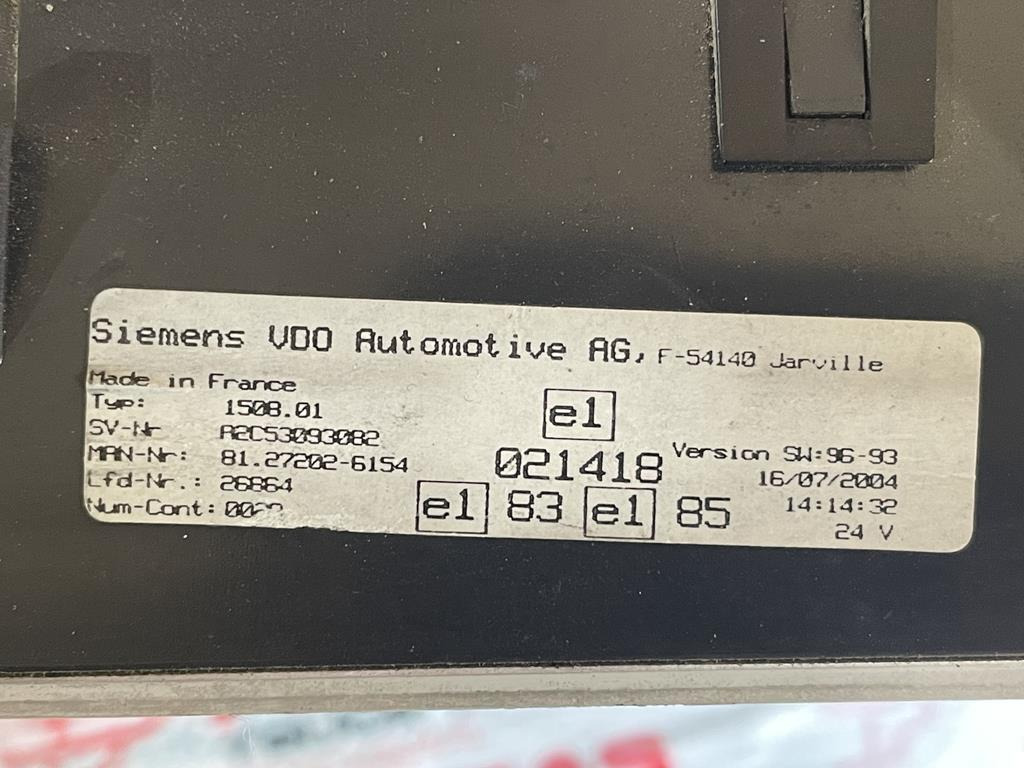 Siemens VDO Automotive AG, F-54140 Jarville
Made in France
Typ: 1508.01
e1
SV-Nr A2C53093082
021418
Version SW:96-93
MAN-Nr: 81.27202-6154
16/07/2004
Lfd-Nr.: 26864
e1 83 e1 85
14:14:32
Num-Cont:
24 V